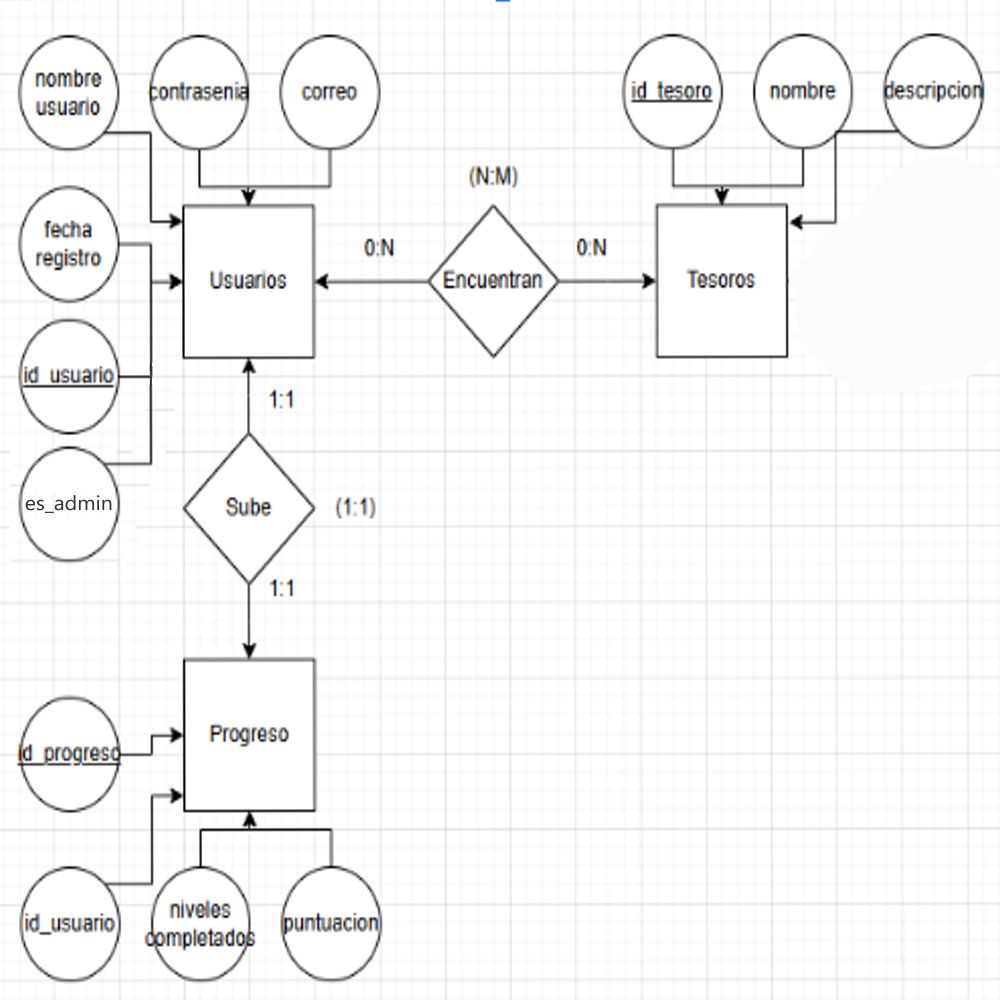 nombre
usuario
contrasenia
correo
id_tesoro
nombre
descripcion
(N:M)
fecha
registro
Usuarios
0:N
Encuentran
0:N
Tesoros
id_usuario
1:1
es_admin
Sube
(1:1)
1:1
Progreso
id_progreso
id_usuario
niveles
completados
puntuacion